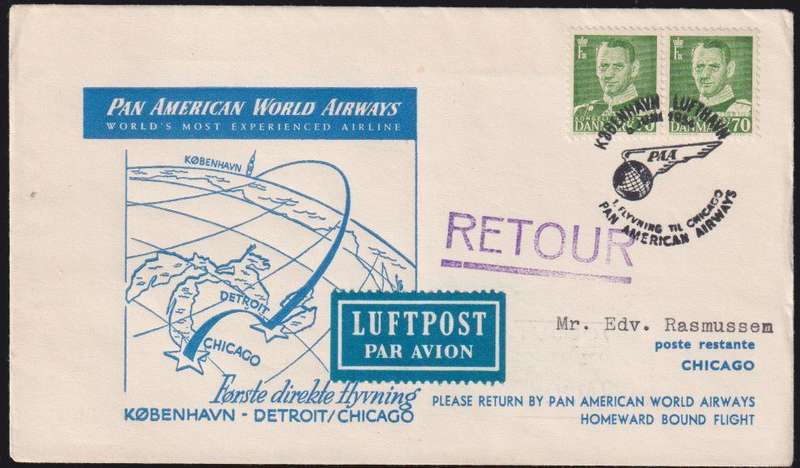 PAN AMERICAN WORLD AIRWAYS
WORLD'S MOST EXPERIENCED AIRLINE
KØBENHAVN
DETROIT
CHICAGO
Første direkte flyvning
KØBENHAVN - DETROIT/CHICAGO
LUFTPOST
PAR AVION
DANMARK 70
KØBENHAVN LUFTHAVN
PAA
1. FLYVNING TIL CHICAGO
PAN AMERICAN AIRWAYS
RETOUR
Mr. Edv. Rasmussem
poste restante
CHICAGO
PLEASE RETURN BY PAN AMERICAN WORLD AIRWAYS
HOMEWARD BOUND FLIGHT